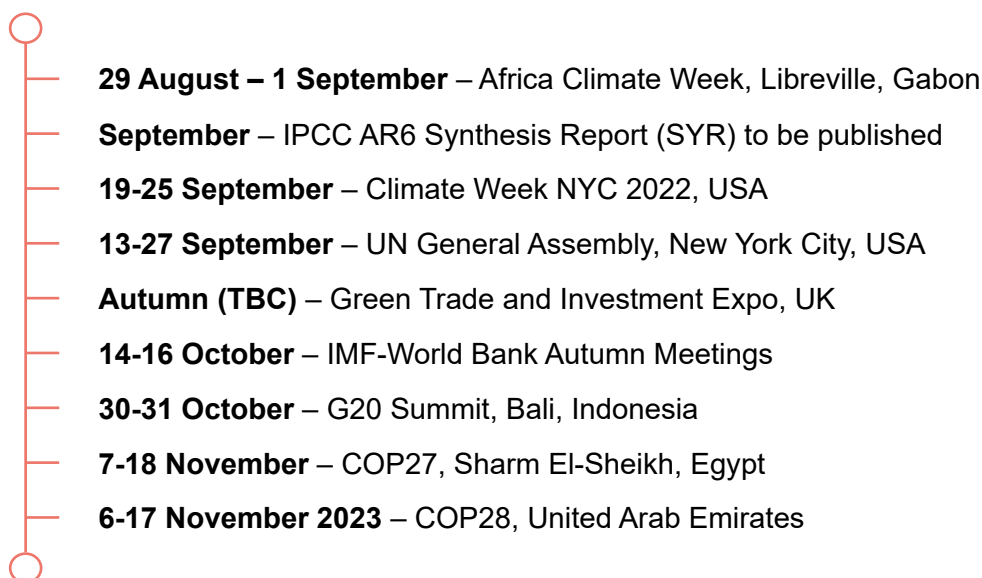 29 August – 1 September – Africa Climate Week, Libreville, Gabon
September – IPCC AR6 Synthesis Report (SYR) to be published
19-25 September – Climate Week NYC 2022, USA
13-27 September – UN General Assembly, New York City, USA
Autumn (TBC) – Green Trade and Investment Expo, UK
14-16 October – IMF-World Bank Autumn Meetings
30-31 October – G20 Summit, Bali, Indonesia
7-18 November – COP27, Sharm El-Sheikh, Egypt
6-17 November 2023 – COP28, United Arab Emirates